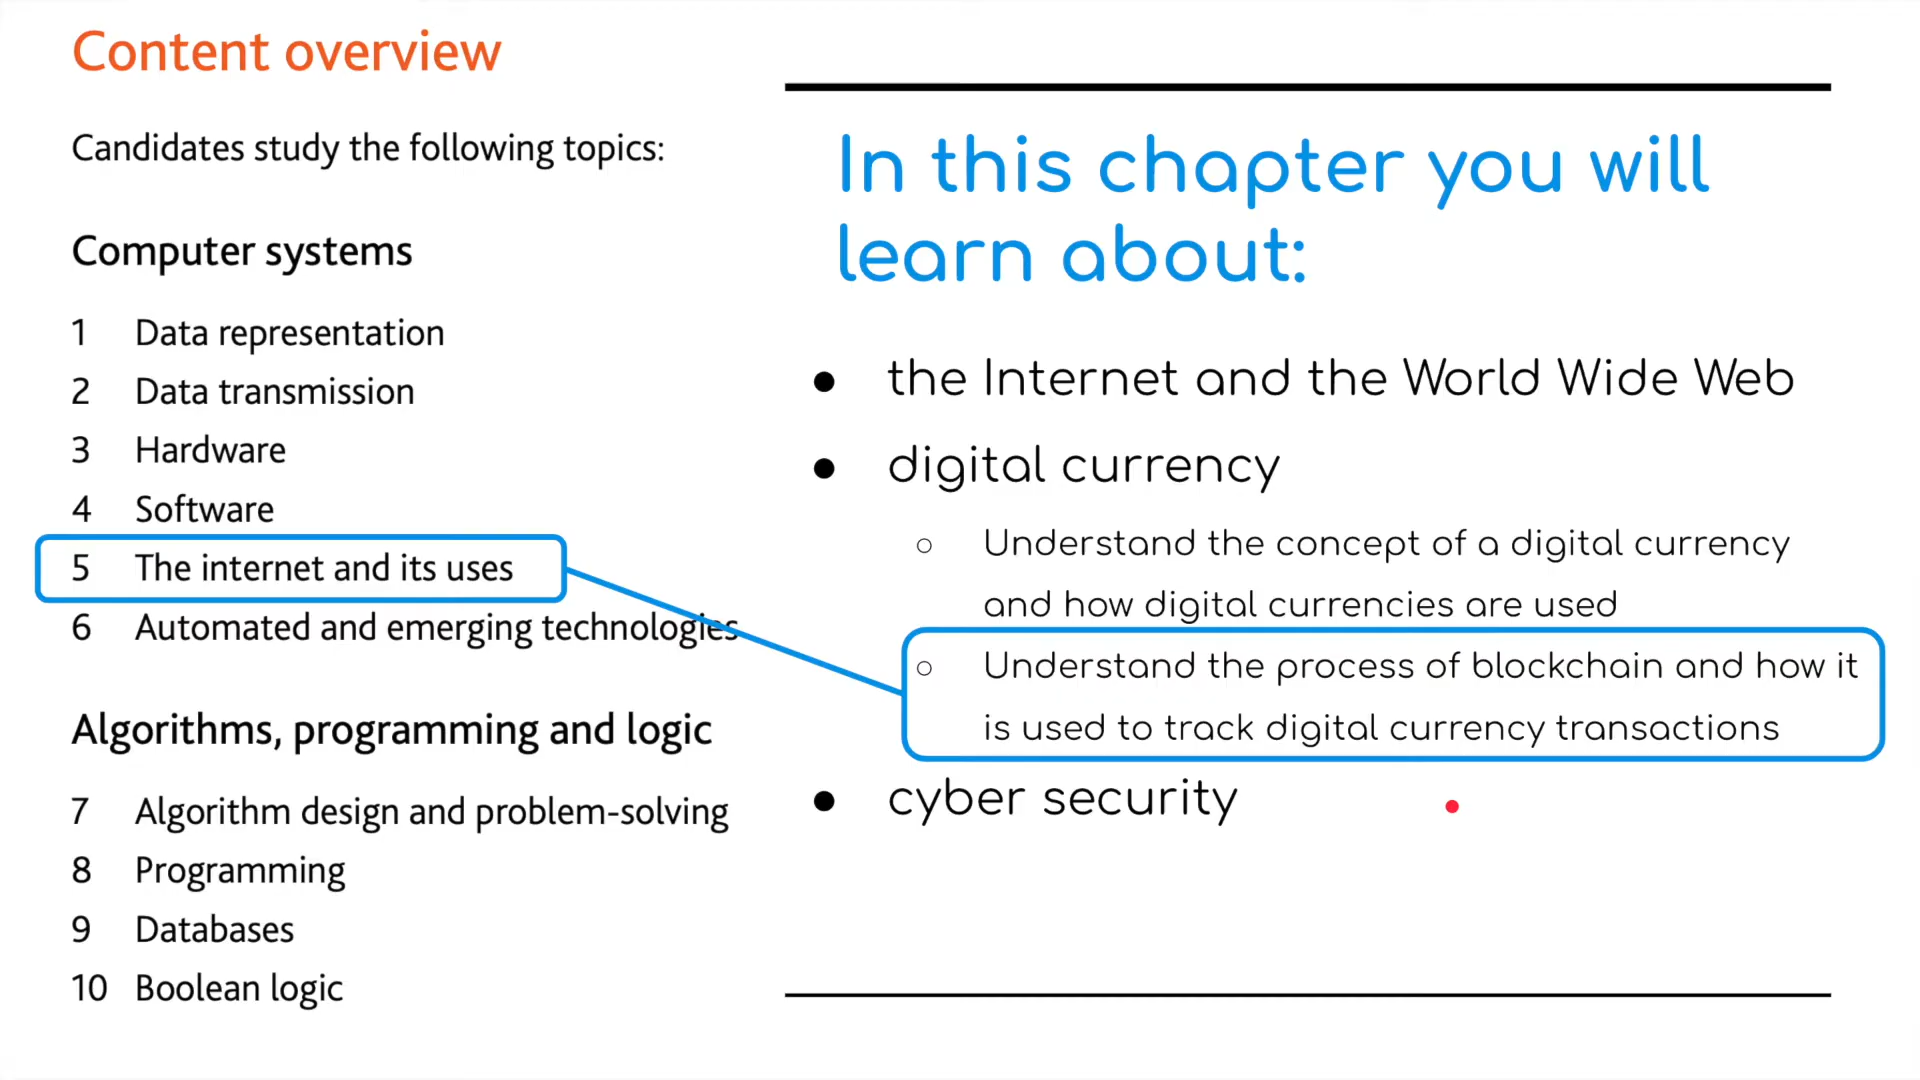 Content overview
Candidates study the following topics:
Computer systems
1 Data representation
2 Data transmission
3 Hardware
4 Software
5 The internet and its uses
6 Automated and emerging technologies
Algorithms, programming and logic
7 Algorithm design and problem-solving
8 Programming
9 Databases
10 Boolean logic
In this chapter you will
learn about:
● the Internet and the World Wide Web
● digital currency
○ Understand the concept of a digital currency
and how digital currencies are used
○ Understand the process of blockchain and how it
is used to track digital currency transactions
● cyber security